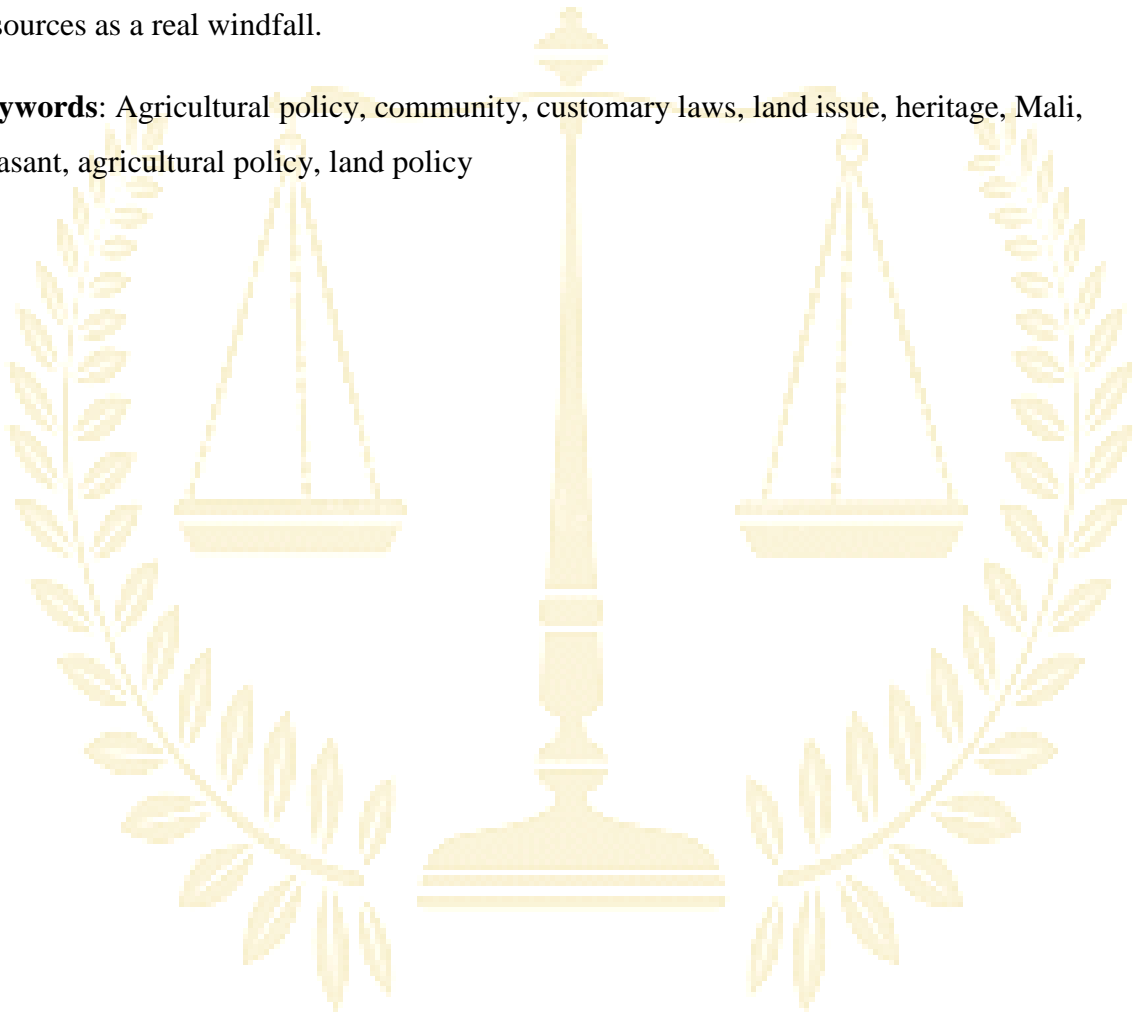 sources as a real windfall.
ywords: Agricultural policy, community, customary laws, land issue, heritage, Mali,
asant, agricultural policy, land policy